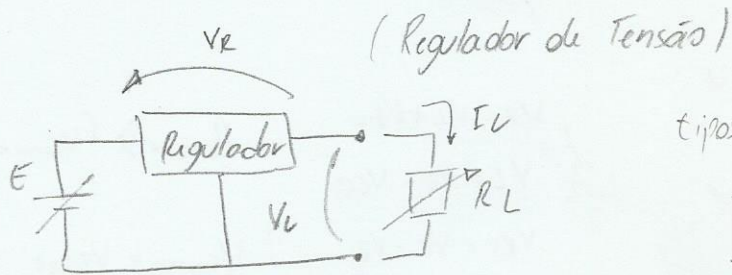 VR
(Regulador de Tensão)
Regulador
IL
tipos
E
VL
RL